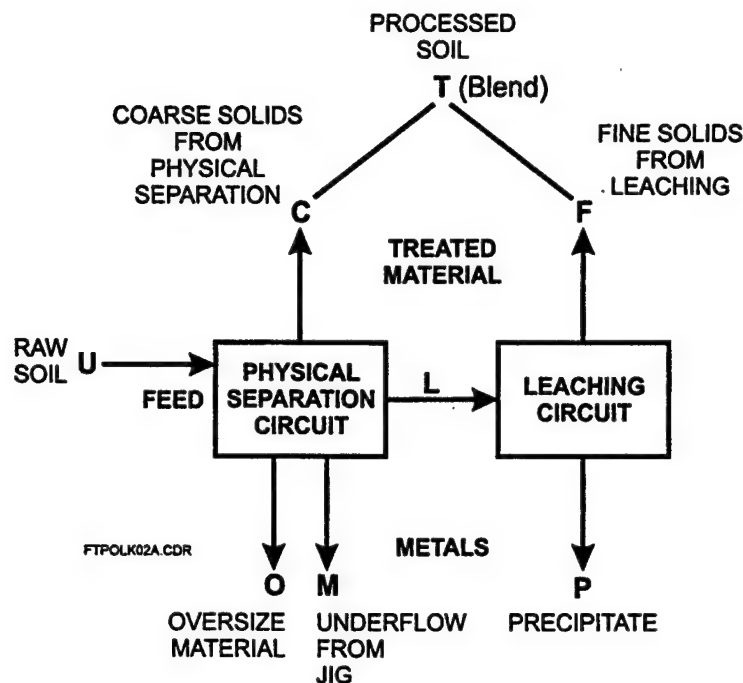 PROCESSED
SOIL
T (Blend)
COARSE SOLIDS
FROM
PHYSICAL
SEPARATION
FINE SOLIDS
FROM
LEACHING
C
F
TREATED
MATERIAL
RAW
SOIL
U
FEED
PHYSICAL
SEPARATION
CIRCUIT
L
LEACHING
CIRCUIT
FTPOLK02A.CDR
METALS
O
M
P
OVERSIZE
MATERIAL
UNDERFLOW
FROM
JIG
PRECIPITATE